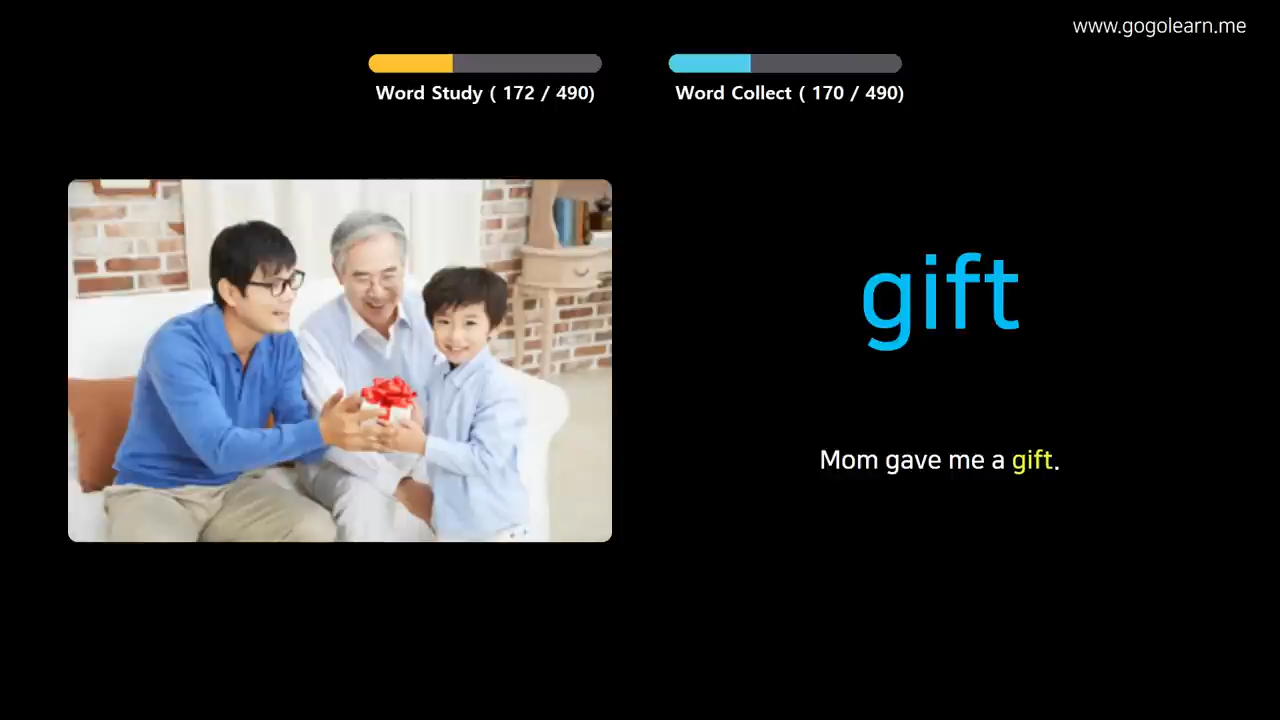 www.gogolearn.me
Word Study ( 172 / 490)
Word Collect ( 170 / 490)
gift
Mom gave me a gift.